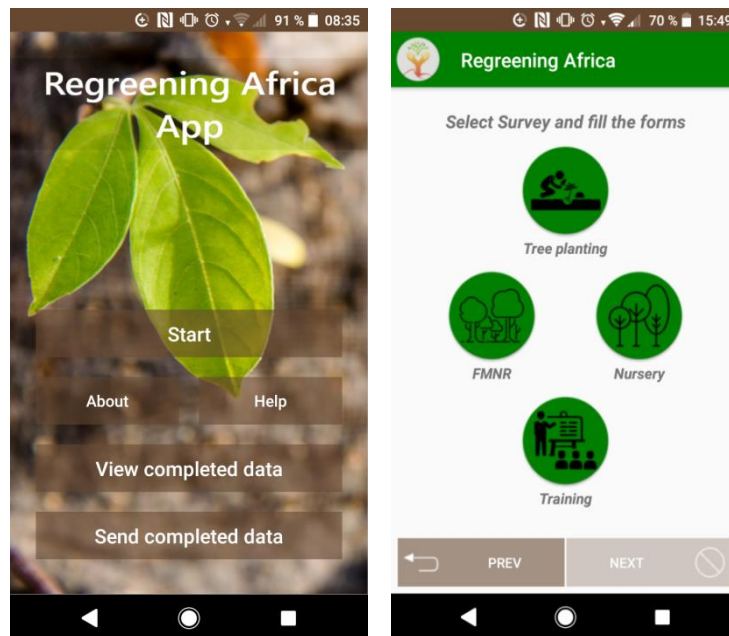 91 % 08:35
Regreening Africa
App
Start
About Help
View completed data
Send completed data
70 % 15:49
Regreening Africa
Select Survey and fill the forms
Tree planting
FMNR Nursery
Training
PREV NEXT